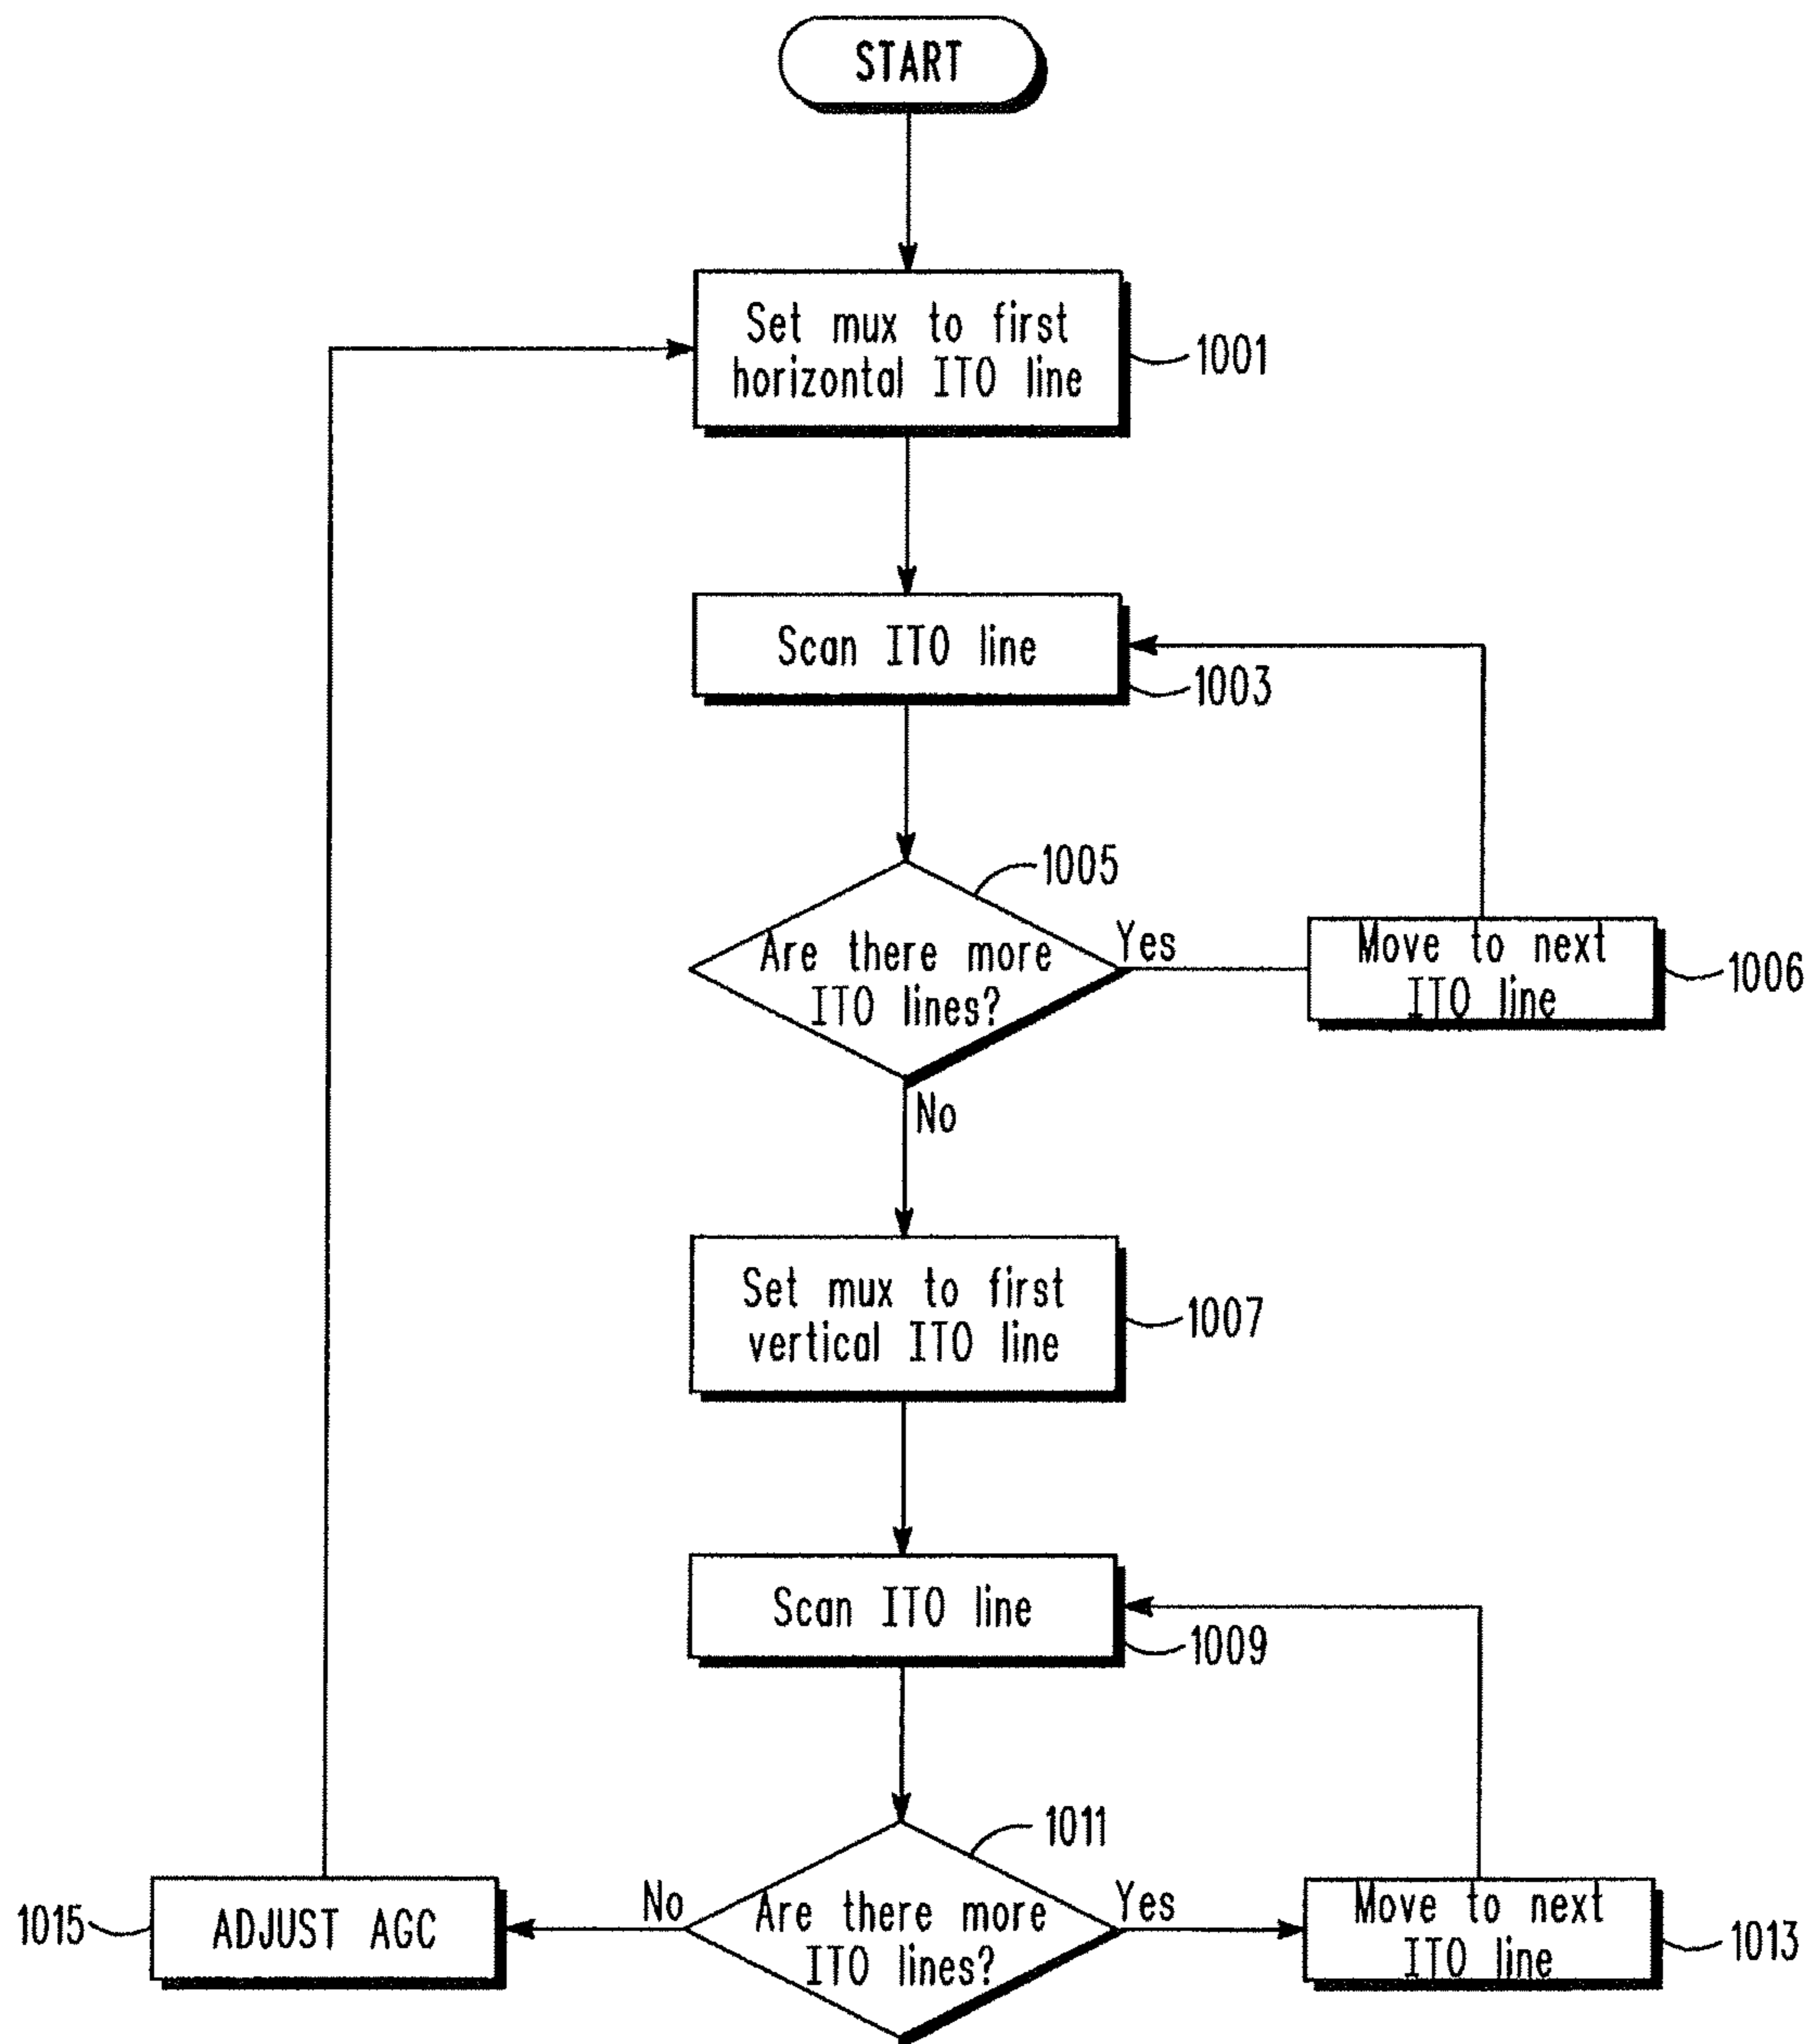 START
Set mux to first
horizontal ITO line
1001
Scan ITO line
1003
1005
Are there more
ITO lines?
Yes
Move to next
ITO line
1006
No
Set mux to first
vertical ITO line
1007
Scan ITO line
1009
1011
Are there more
ITO lines?
Yes
Move to next
ITO line
1013
No
ADJUST AGC
1015